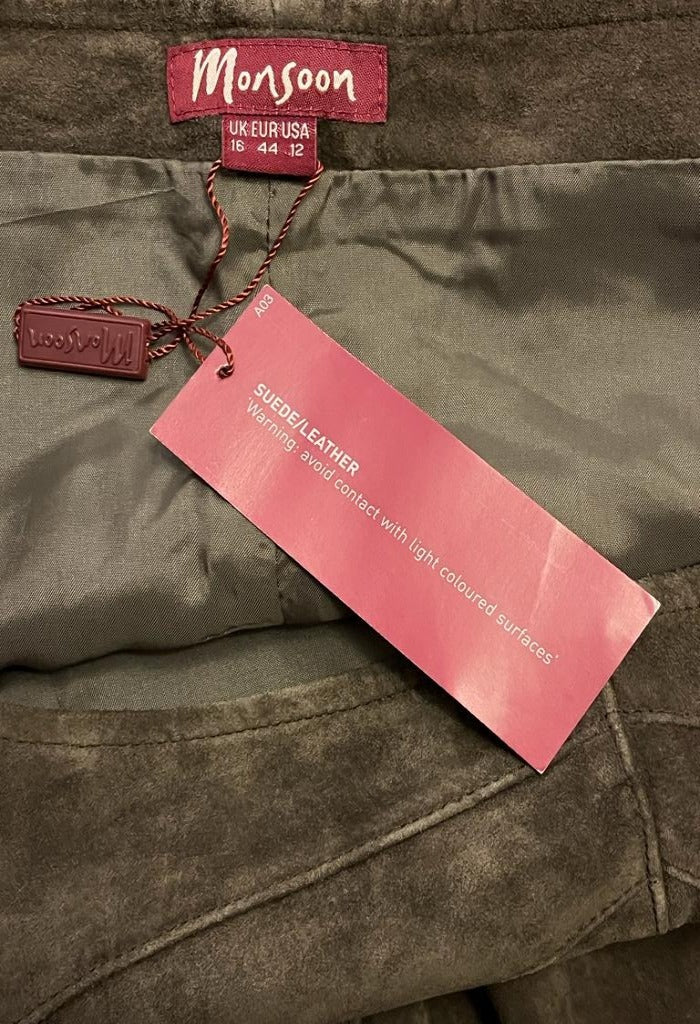 Monsoon
UK EUR USA
16 44 12
Monsoon
A03
SUEDE/LEATHER
'Warning: avoid contact with light coloured surfaces'